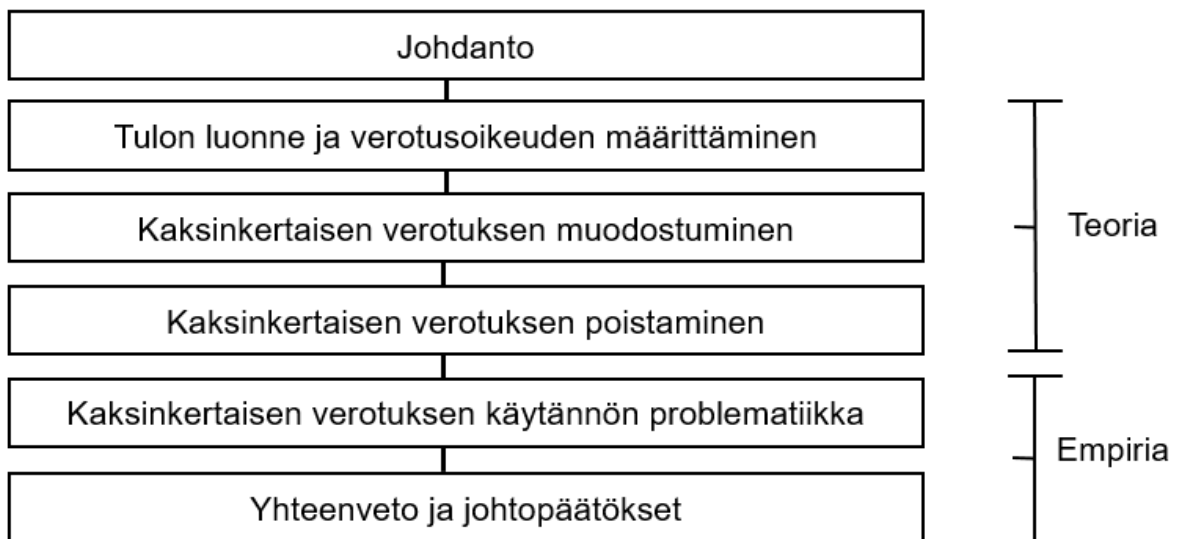 Johdanto
Tulon luonne ja verotusoikeuden määrittäminen
Kaksinkertaisen verotuksen muodostuminen
Teoria
Kaksinkertaisen verotuksen poistaminen
Kaksinkertaisen verotuksen käytännön problematiikka
Empiria
Yhteenveto ja johtopäätökset